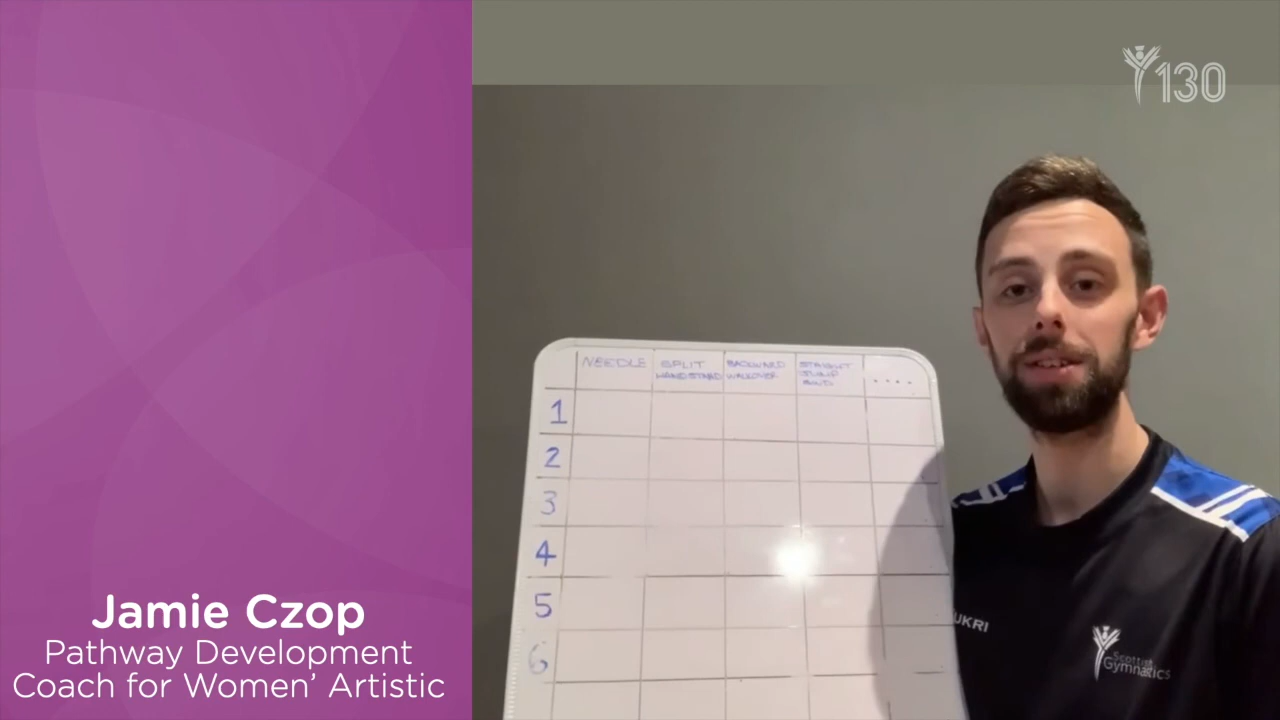 130
NEEDLE
SPLIT
HANDSTAND
BACKWARD
WALKOVER
STRAIGHT
JUMP
....
1
2
3
4
5
6
UKRI
Scottish
Gymnastics
Jamie Czop
Pathway Development
Coach for Women’ Artistic